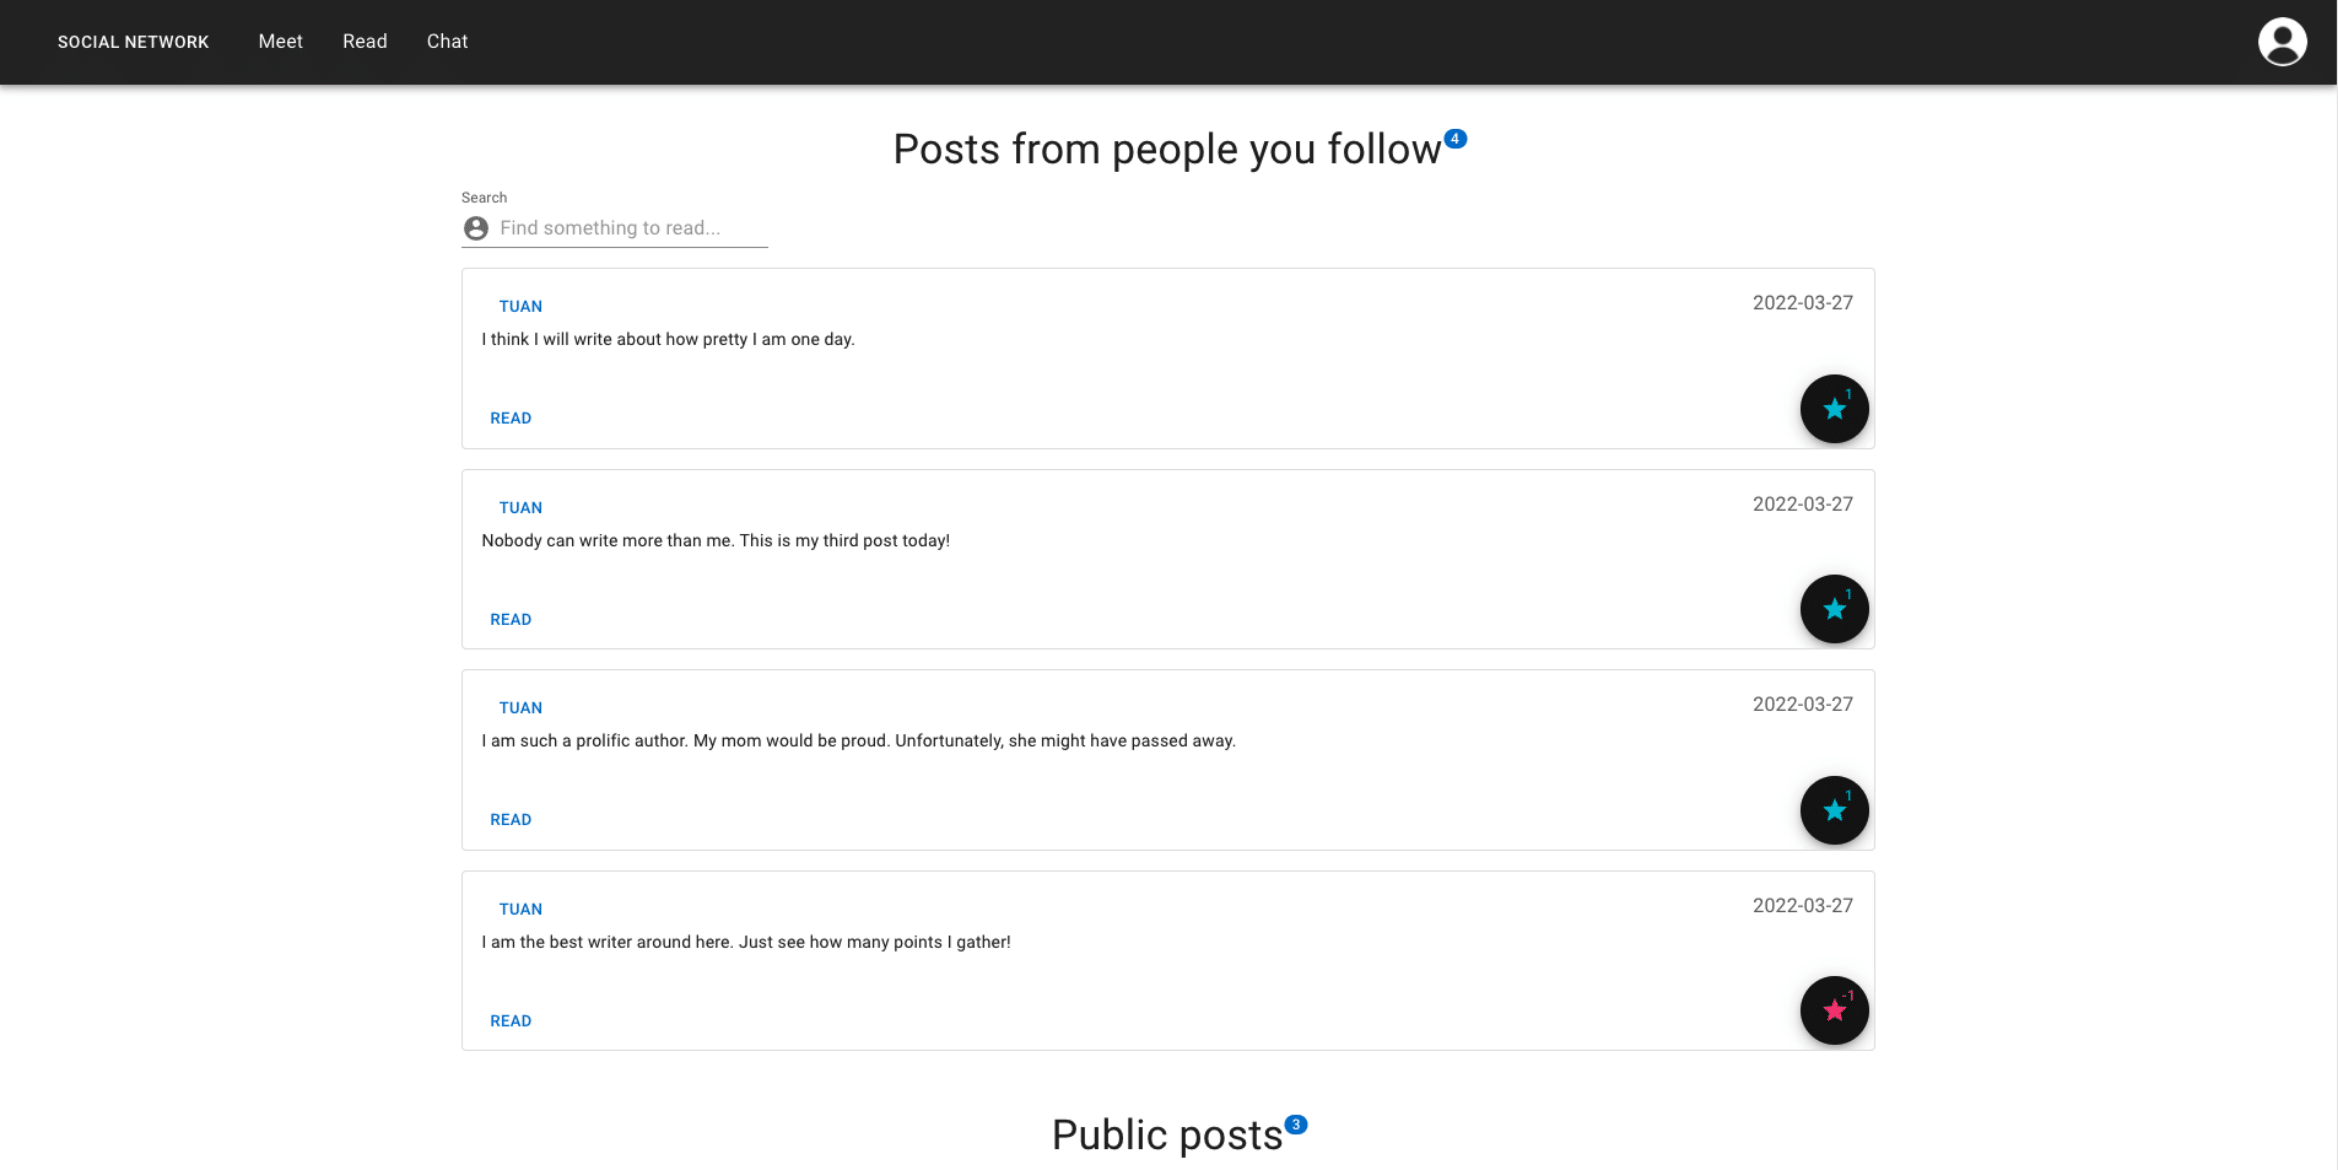 SOCIAL NETWORK Meet Read Chat
Posts from people you follow 4
Search
Find something to read...
TUAN 2022-03-27
I think I will write about how pretty I am one day.
1
READ
TUAN 2022-03-27
Nobody can write more than me. This is my third post today!
1
READ
TUAN 2022-03-27
I am such a prolific author. My mom would be proud. Unfortunately, she might have passed away.
1
READ
TUAN 2022-03-27
I am the best writer around here. Just see how many points I gather!
-1
READ
Public posts 3